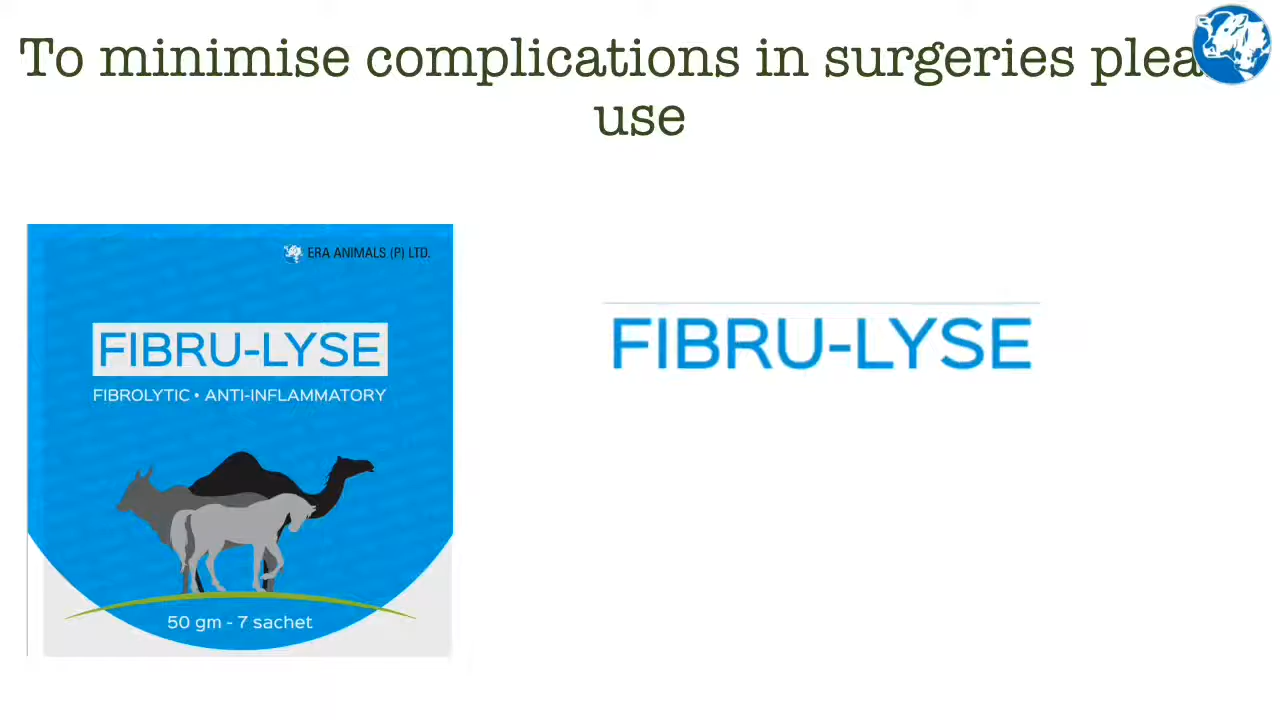 To minimise complications in surgeries
use
ERA ANIMALS (P) LTD.
FIBRU-LYSE
FIBROLYTIC • ANTI-INFLAMMATORY
50 gm - 7 sachet
FIBRU-LYSE